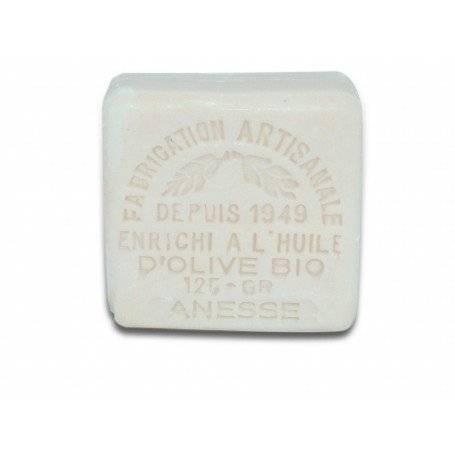 FABRICATION ARTISANALE
DEPUIS 1949
ENRICHI A L'HUILE
D'OLIVE BIO
125-GR
ANESSE